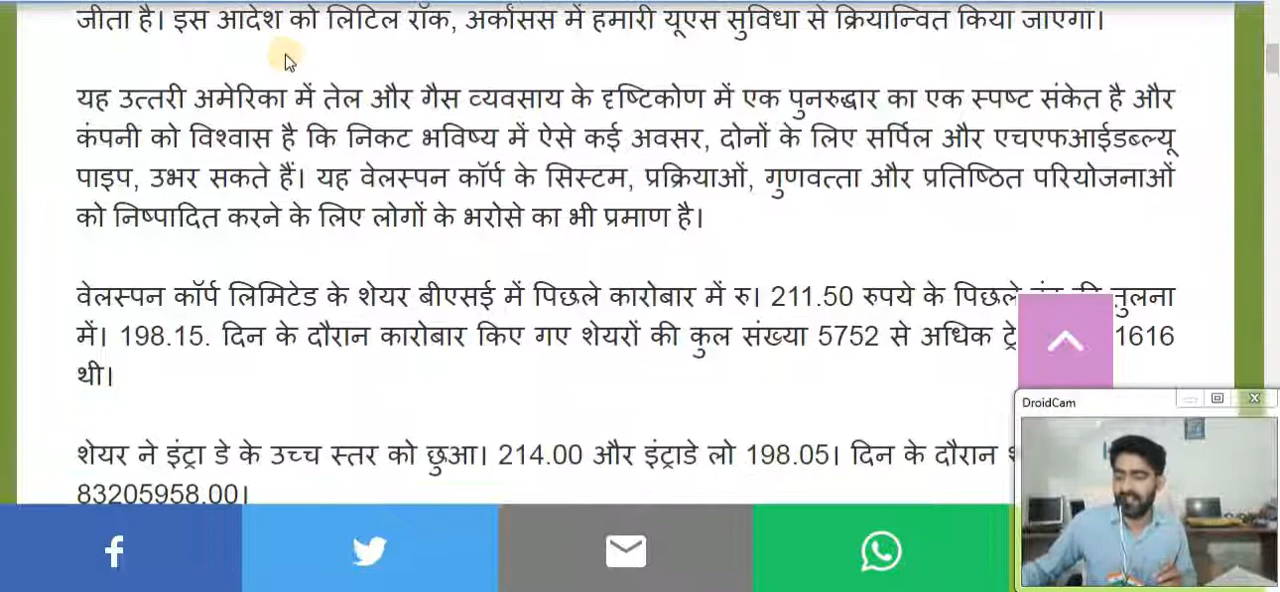 जीता है। इस आदेश को लिटिल रॉक, अर्कांसस में हमारी यूएस सुविधा से क्रियान्वित किया जाएगा।
यह उत्तरी अमेरिका में तेल और गैस व्यवसाय के दृष्टिकोण में एक पुनरुद्धार का एक स्पष्ट संकेत है और
कंपनी को विश्वास है कि निकट भविष्य में ऐसे कई अवसर, दोनों के लिए सर्पिल और एचएफआईडब्ल्यू
पाइप, उभर सकते हैं। यह वेलस्पन कॉर्प के सिस्टम, प्रक्रियाओं, गुणवत्ता और प्रतिष्ठित परियोजनाओं
को निष्पादित करने के लिए लोगों के भरोसे का भी प्रमाण है।
वेलस्पन कॉर्प लिमिटेड के शेयर बीएसई में पिछले कारोबार में रु। 211.50 रुपये के पिछले तुलना
में। 198.15. दिन के दौरान कारोबार किए गए शेयरों की कुल संख्या 5752 से अधिक 1616
थी।
शेयर ने इंट्रा डे के उच्च स्तर को छुआ। 214.00 और इंट्राडे लो 198.05। दिन के दौरान
83205958.00।
DroidCam